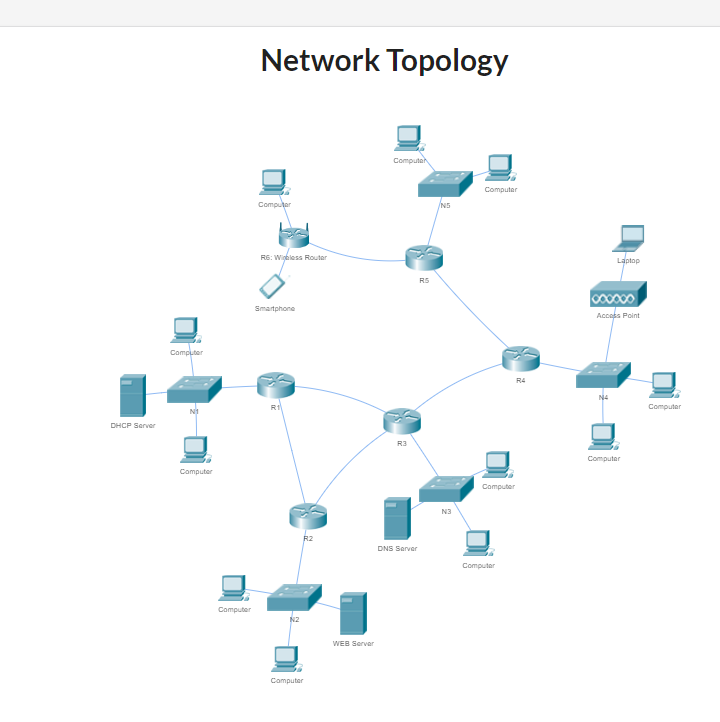 Network Topology
Computer
Computer
N5
Computer
R6: Wireless Router
R5
Laptop
Smartphone
Access Point
Computer
R4
N4
Computer
DHCP Server
N1
R1
R3
Computer
Computer
Computer
N3
R2
DNS Server
Computer
Computer
N2
WEB Server
Computer